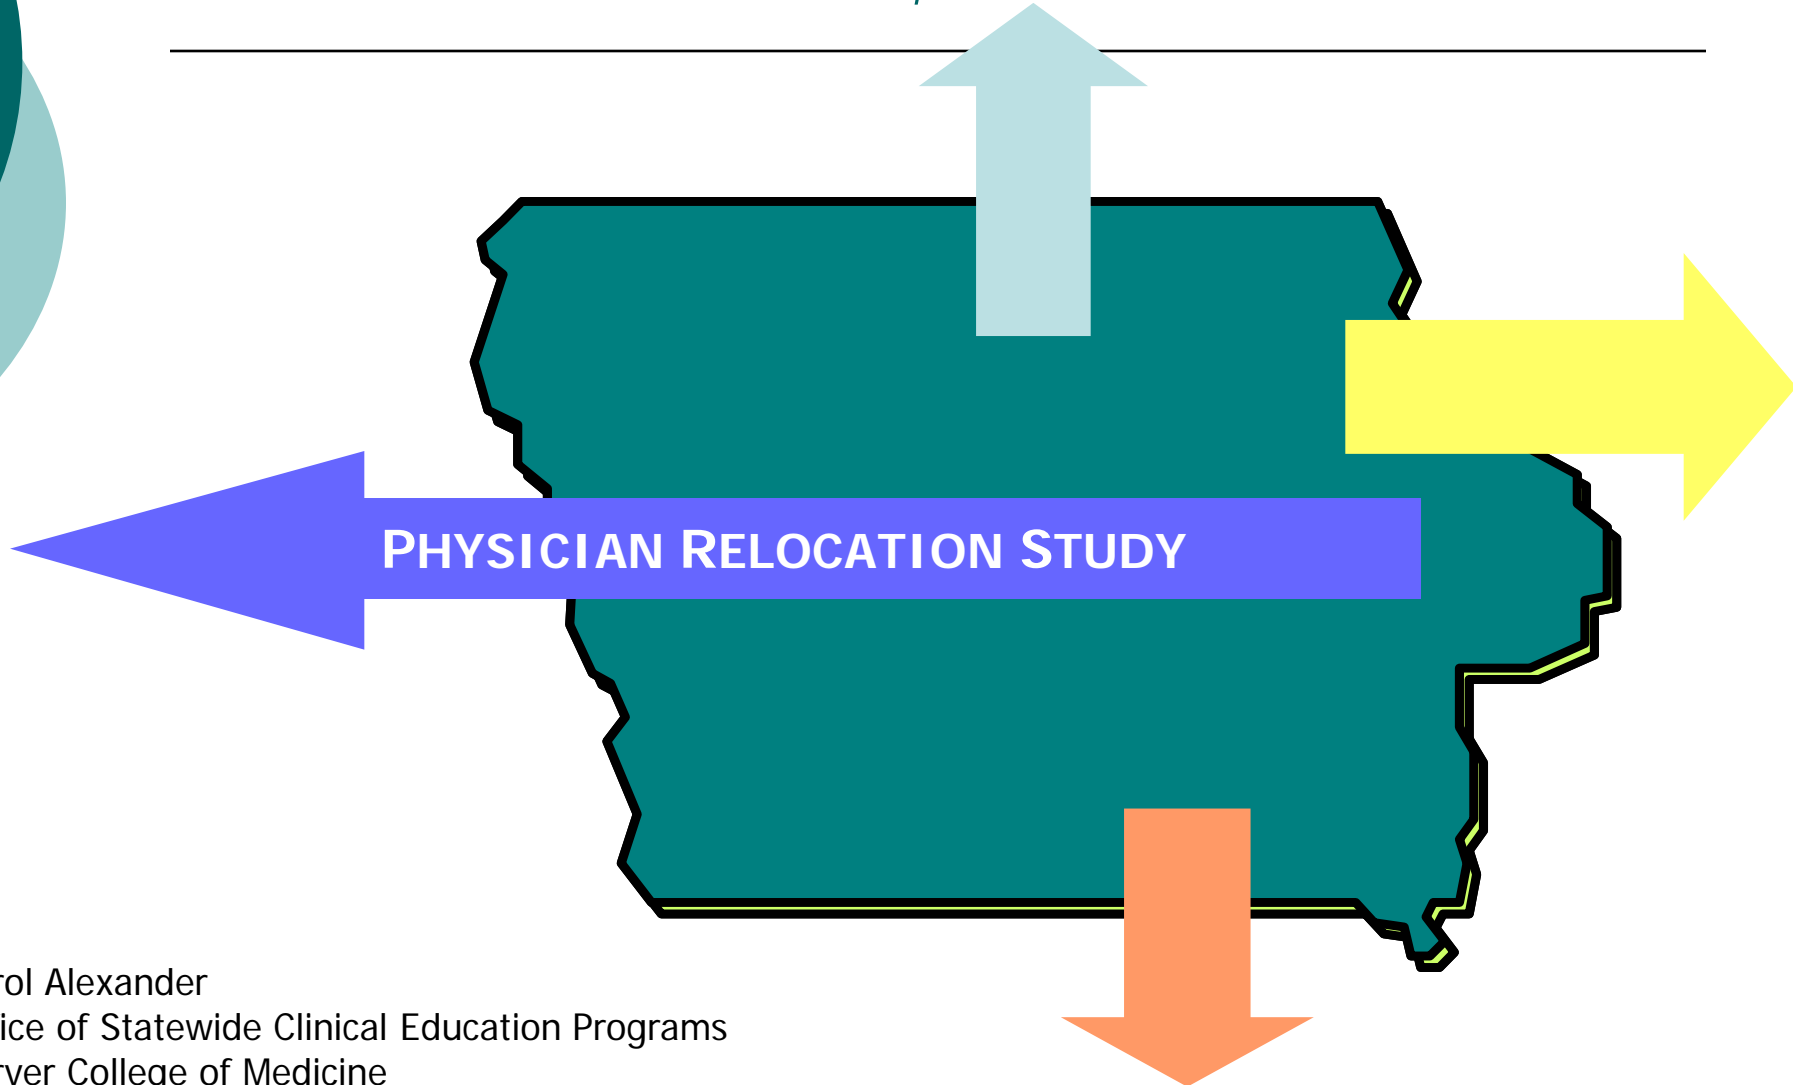 PHYSICIAN RELOCATION STUDY
rol Alexander
ice of Statewide Clinical Education Programs
rver College of Medicine